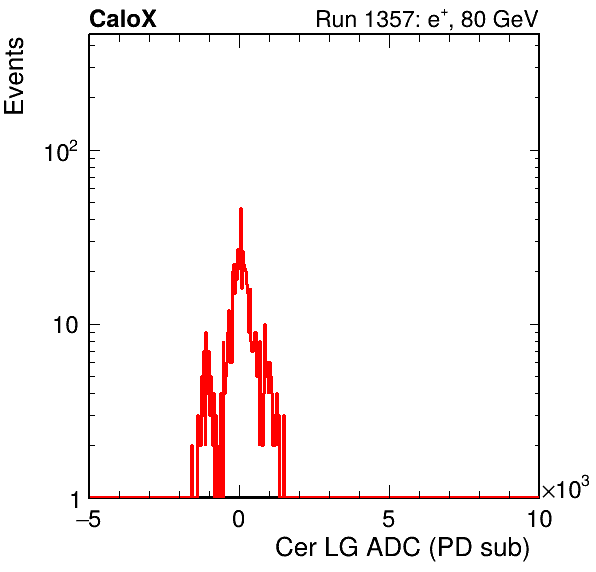 CaloX
Run 1357: e⁺, 80 GeV
Events
10²
10
1
−5
0
5
10
×10³
Cer LG ADC (PD sub)